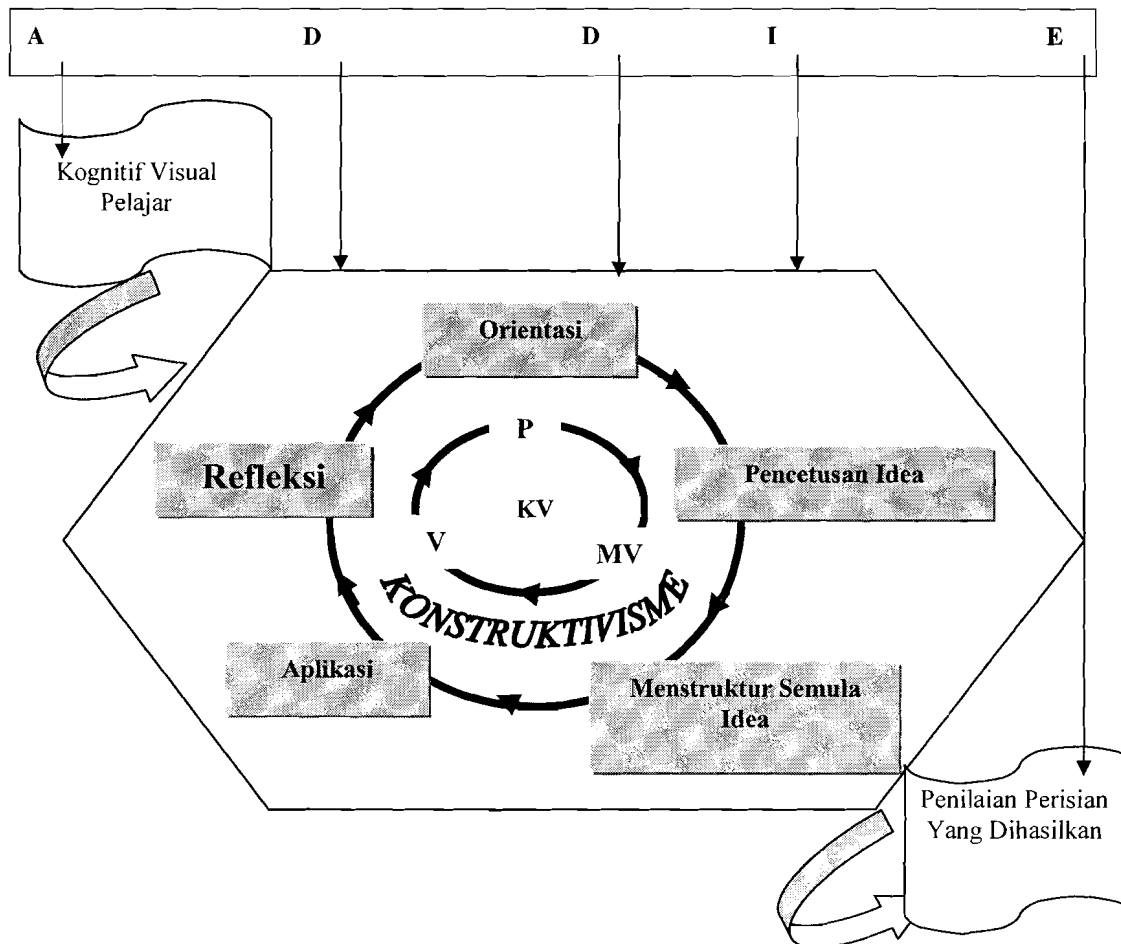 A D D I E
Kognitif Visual
Pelajar
Orientasi
P
Refleksi
Pencetusan Idea
KV
V
MV
KONSTRUKTIVISME
Aplikasi
Menstruktur Semula
Idea
Penilaian Perisian
Yang Dihasilkan